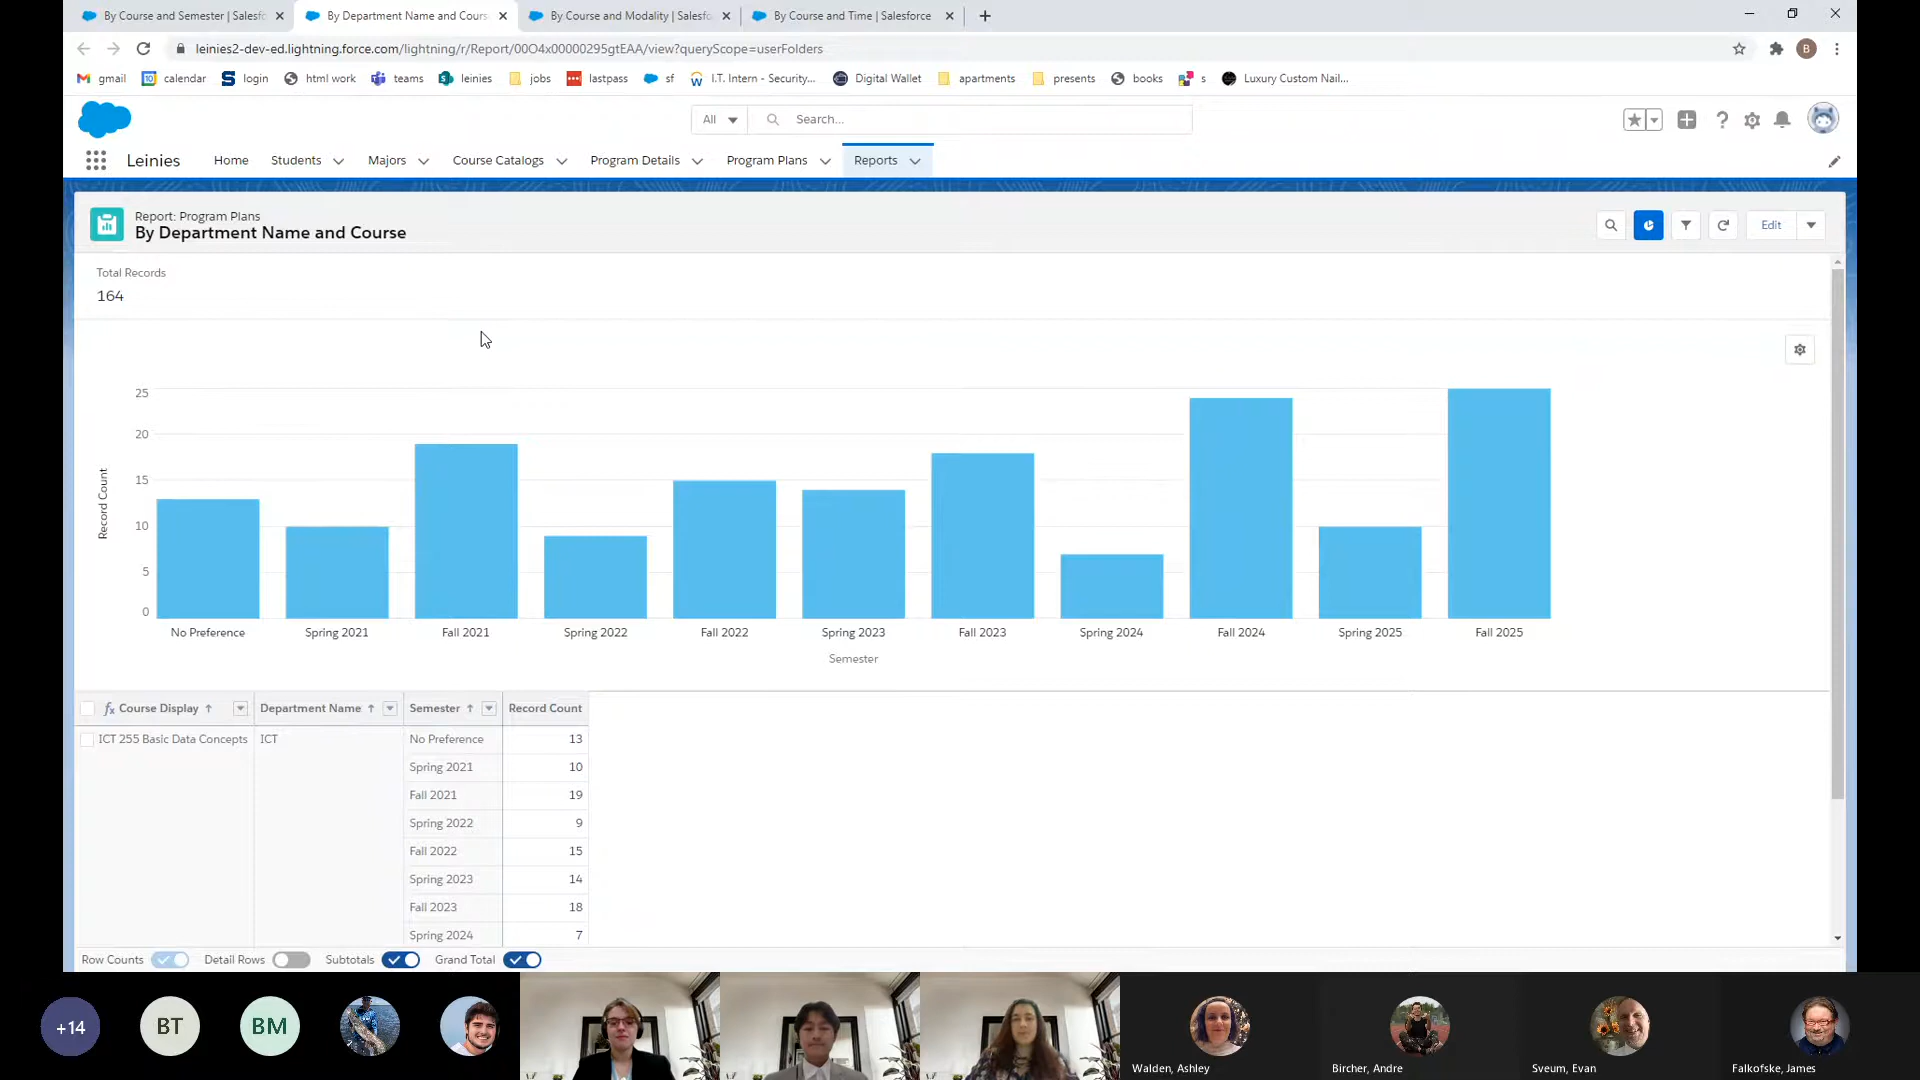 By Course and Semester | Salesf
By Department Name and Cours
By Course and Modality | Salesfo
By Course and Time | Salesforce
leinies2-dev-ed.lightning.force.com/lightning/r/Report/00O4x00000295gtEAA/view?queryScope=userFolders
B
gmail
calendar
login
html work
teams
leinies
jobs
lastpass
sf
I.T. Intern - Security...
Digital Wallet
apartments
presents
books
s
Luxury Custom Nail...
All
Search...
Leinies
Home
Students
Majors
Course Catalogs
Program Details
Program Plans
Reports
Report: Program Plans
By Department Name and Course
Edit
Total Records
164
25
20
15
10
5
0
Record Count
No Preference
Spring 2021
Fall 2021
Spring 2022
Fall 2022
Spring 2023
Fall 2023
Spring 2024
Fall 2024
Spring 2025
Fall 2025
Semester
fx Course Display ↑ Department Name ↑ Semester ↑ Record Count
ICT 255 Basic Data Concepts ICT No Preference 13
Spring 2021 10
Fall 2021 19
Spring 2022 9
Fall 2022 15
Spring 2023 14
Fall 2023 18
Spring 2024 7
Row Counts Detail Rows Subtotals Grand Total
+14
BT
BM
Walden, Ashley
Bircher, Andre
Sveum, Evan
Falkofske, James